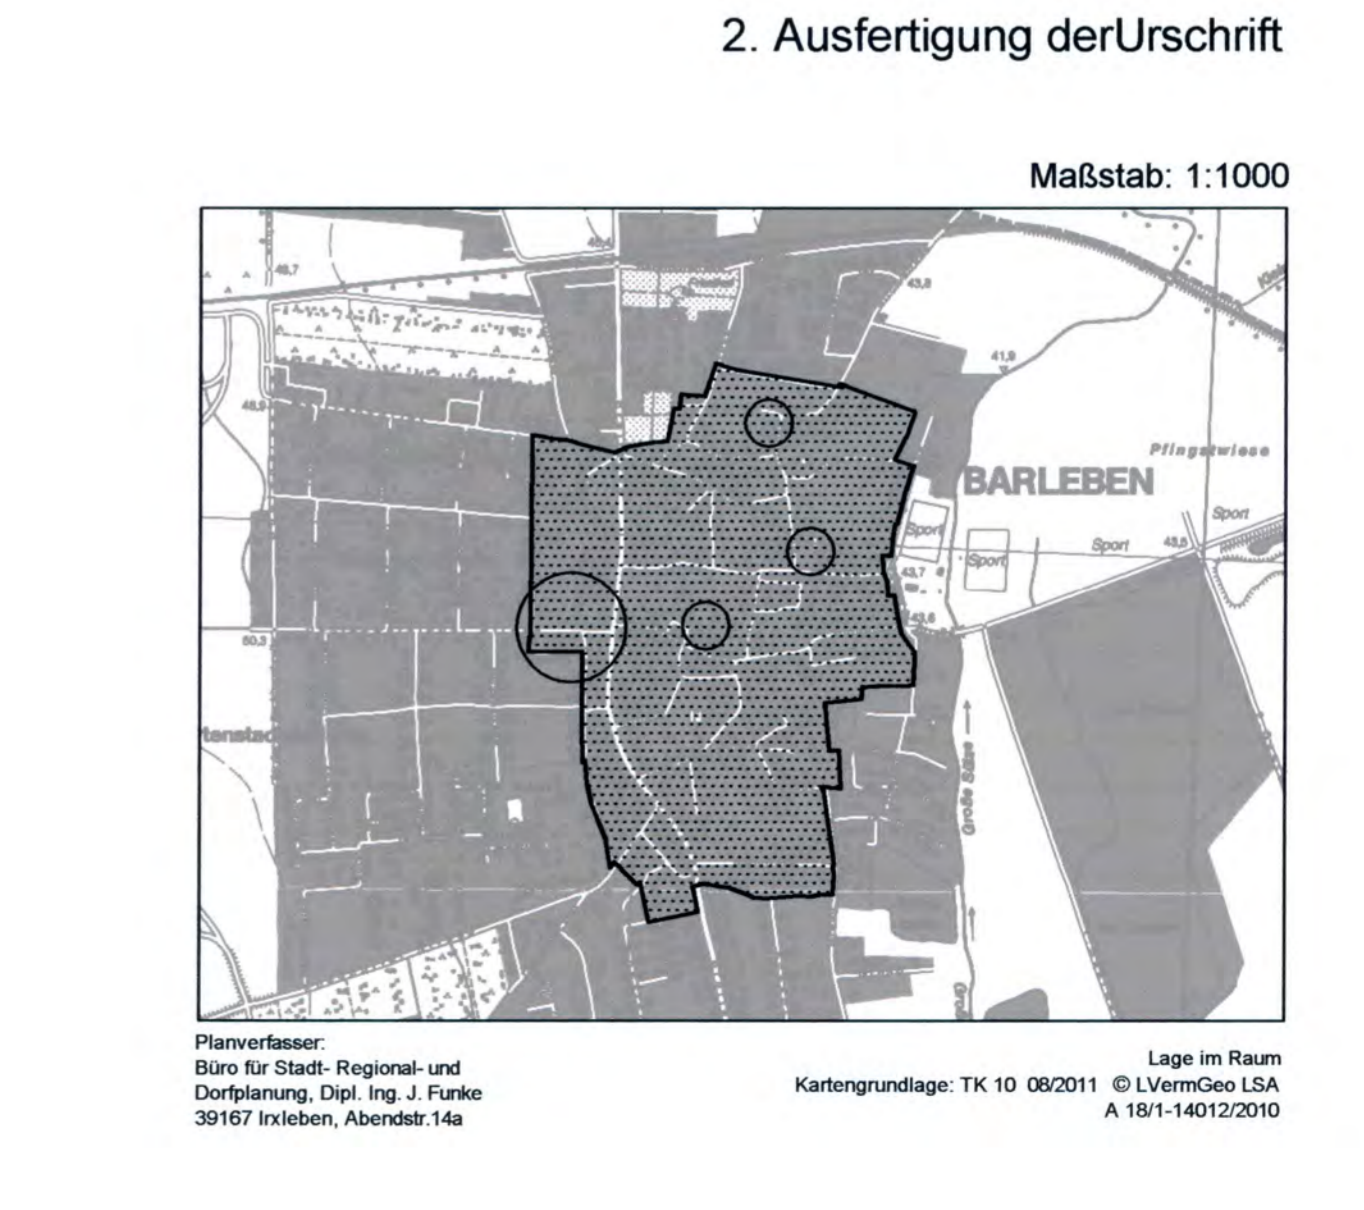 2. Ausfertigung derUrschrift
Maßstab: 1:1000
48,7
43,8
41,9
48,9
Pfingstwiese
BARLEBEN
Sport
Sport
Sport
Sport
43,5
43,7
43,6
50,3
Große Sülze
Planverfasser:
Büro für Stadt- Regional- und
Dorfplanung, Dipl. Ing. J. Funke
39167 Irxleben, Abendstr.14a
Lage im Raum
Kartengrundlage: TK 10 08/2011 © LVermGeo LSA
A 18/1-14012/2010